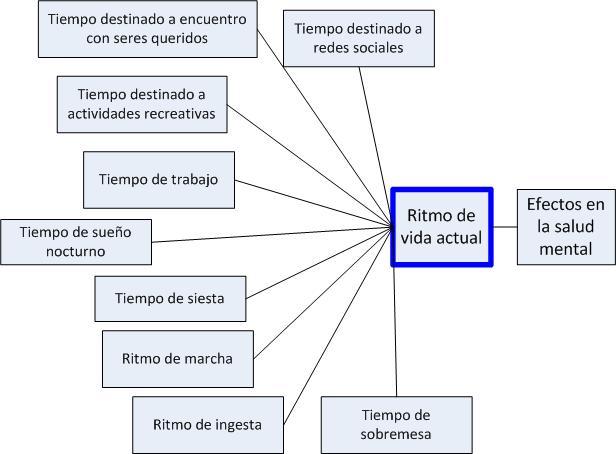 Tiempo destinado a encuentro
con seres queridos
Tiempo destinado a
redes sociales
Tiempo destinado a
actividades recreativas
Tiempo de trabajo
Tiempo de sueño
nocturno
Tiempo de siesta
Ritmo de marcha
Ritmo de ingesta
Tiempo de
sobremesa
Ritmo de
vida actual
Efectos en
la salud
mental